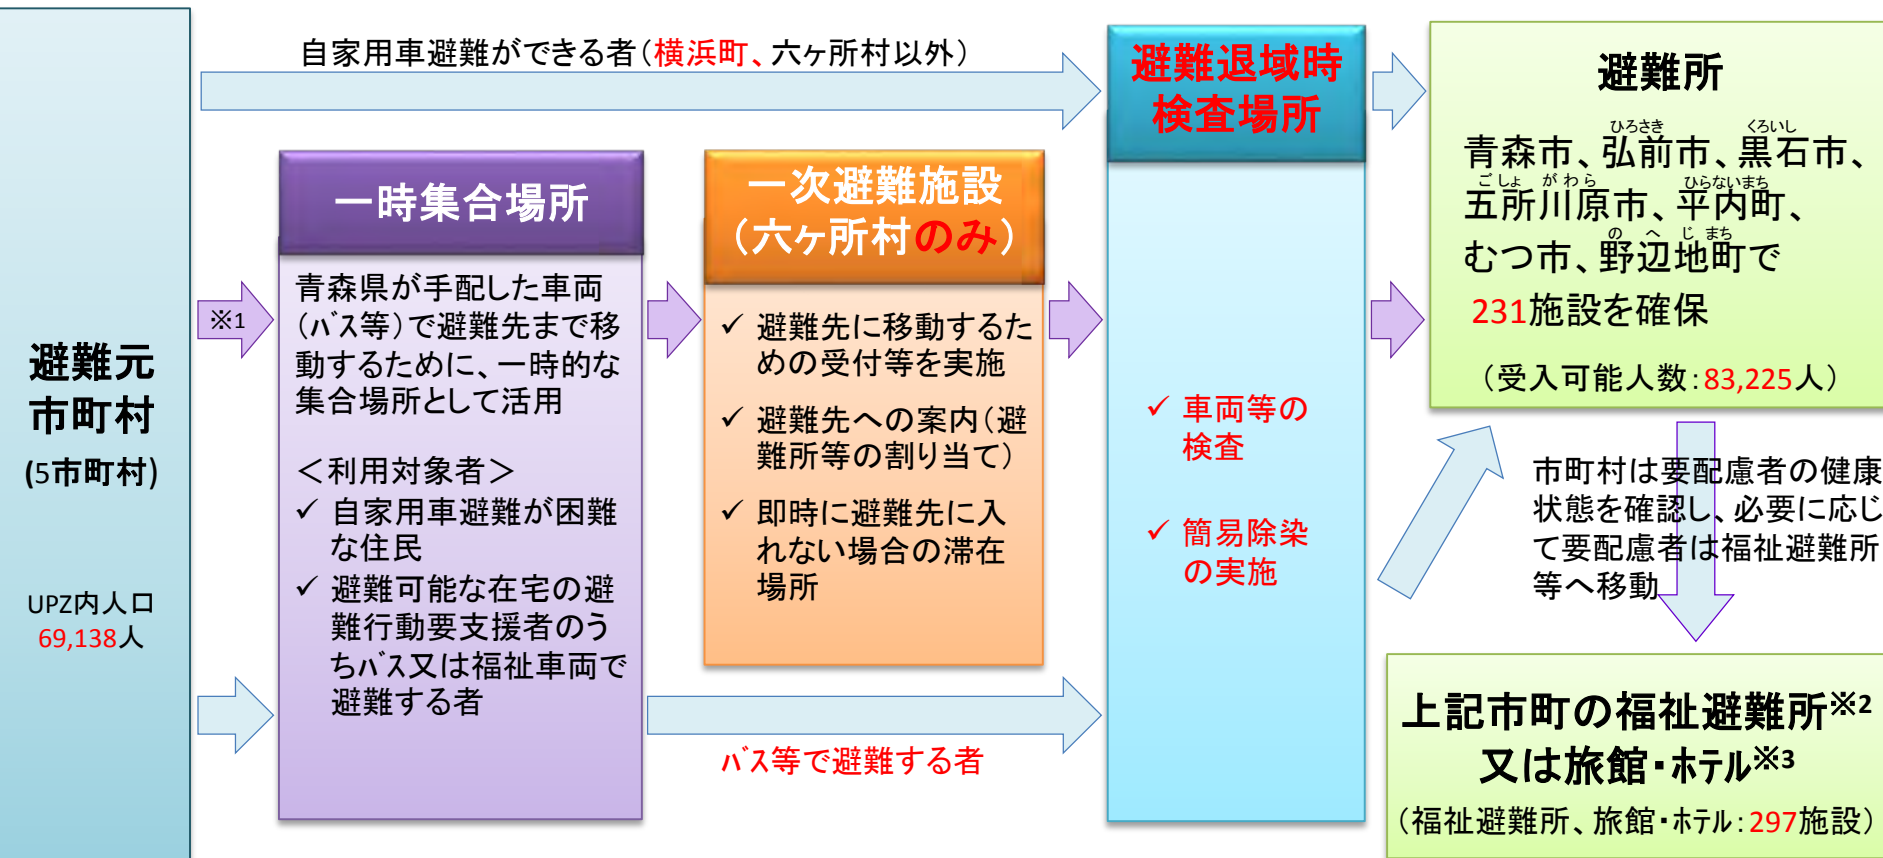 避難元
市町村
(5市町村)
UPZ内人口
69,138人
自家用車避難ができる者(横浜町、六ヶ所村以外)
※1
一時集合場所
青森県が手配した車両
(バス等)で避難先まで移
動するために、一時的な
集合場所として活用
＜利用対象者＞
✓ 自家用車避難が困難
な住民
✓ 避難可能な在宅の避
難行動要支援者のう
ちバス又は福祉車両で
避難する者
一次避難施設
(六ヶ所村のみ)
✓ 避難先に移動するた
めの受付等を実施
✓ 避難先への案内(避
難所等の割り当て)
✓ 即時に避難先に入
れない場合の滞在
場所
バス等で避難する者
避難退域時
検査場所
✓ 車両等の
検査
✓ 簡易除染
の実施
避難所
ひろさき くろいし
青森市、弘前市、黒石市、
ごしょ がわら ひらないまち
五所川原市、平内町、
の へ じ まち
むつ市、野辺地町で
231施設を確保
(受入可能人数:83,225人)
市町村は要配慮者の健康
状態を確認し、必要に応じ
て要配慮者は福祉避難所
等へ移動
上記市町の福祉避難所※2
又は旅館・ホテル※3
(福祉避難所、旅館・ホテル:297施設)